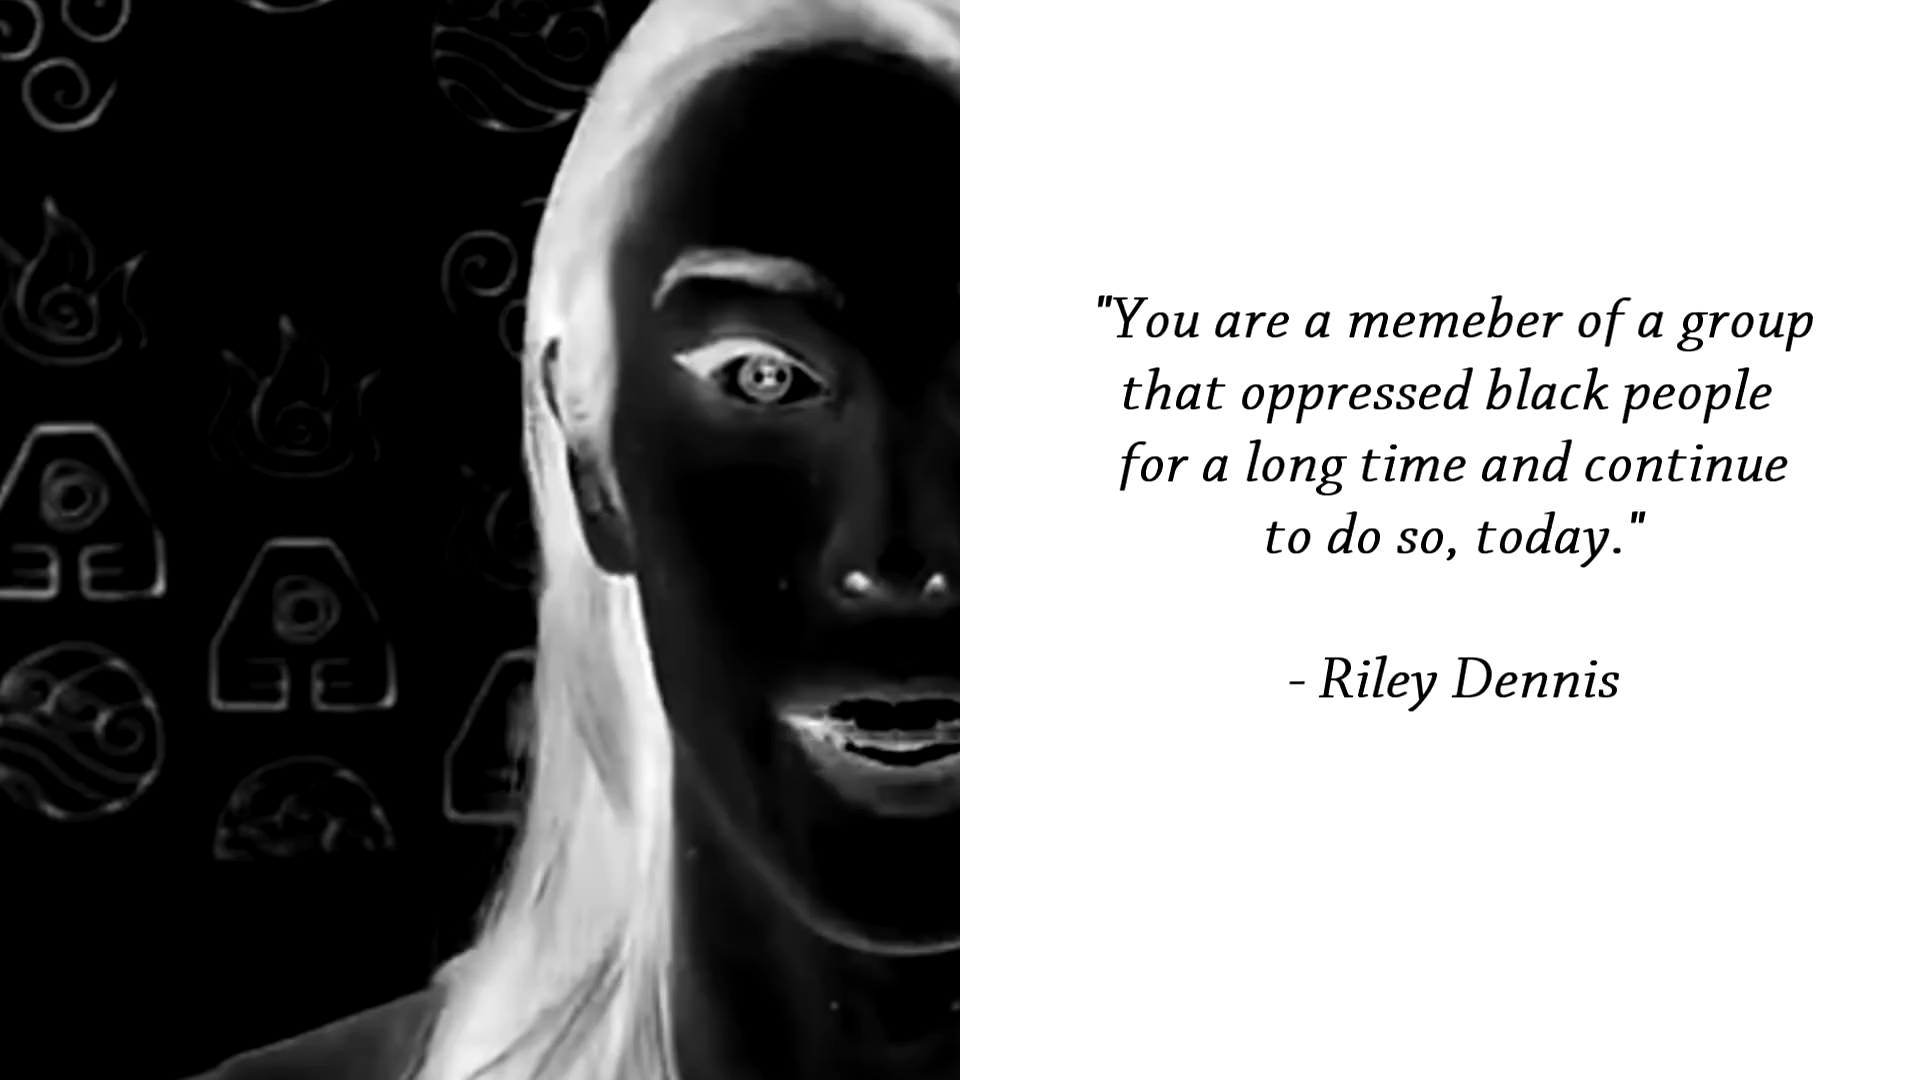 "You are a memeber of a group
that oppressed black people
for a long time and continue
to do so, today."
- Riley Dennis